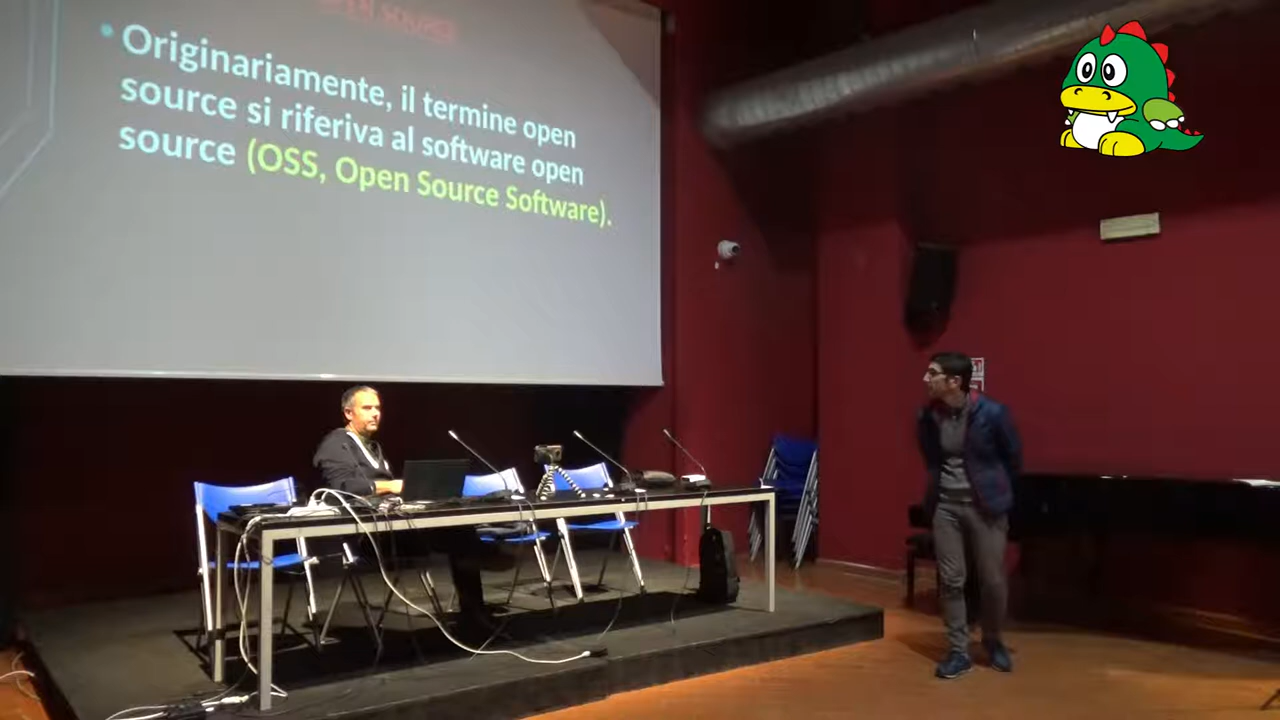 • Originariamente, il termine open
source si riferiva al software open
source (OSS, Open Source Software).